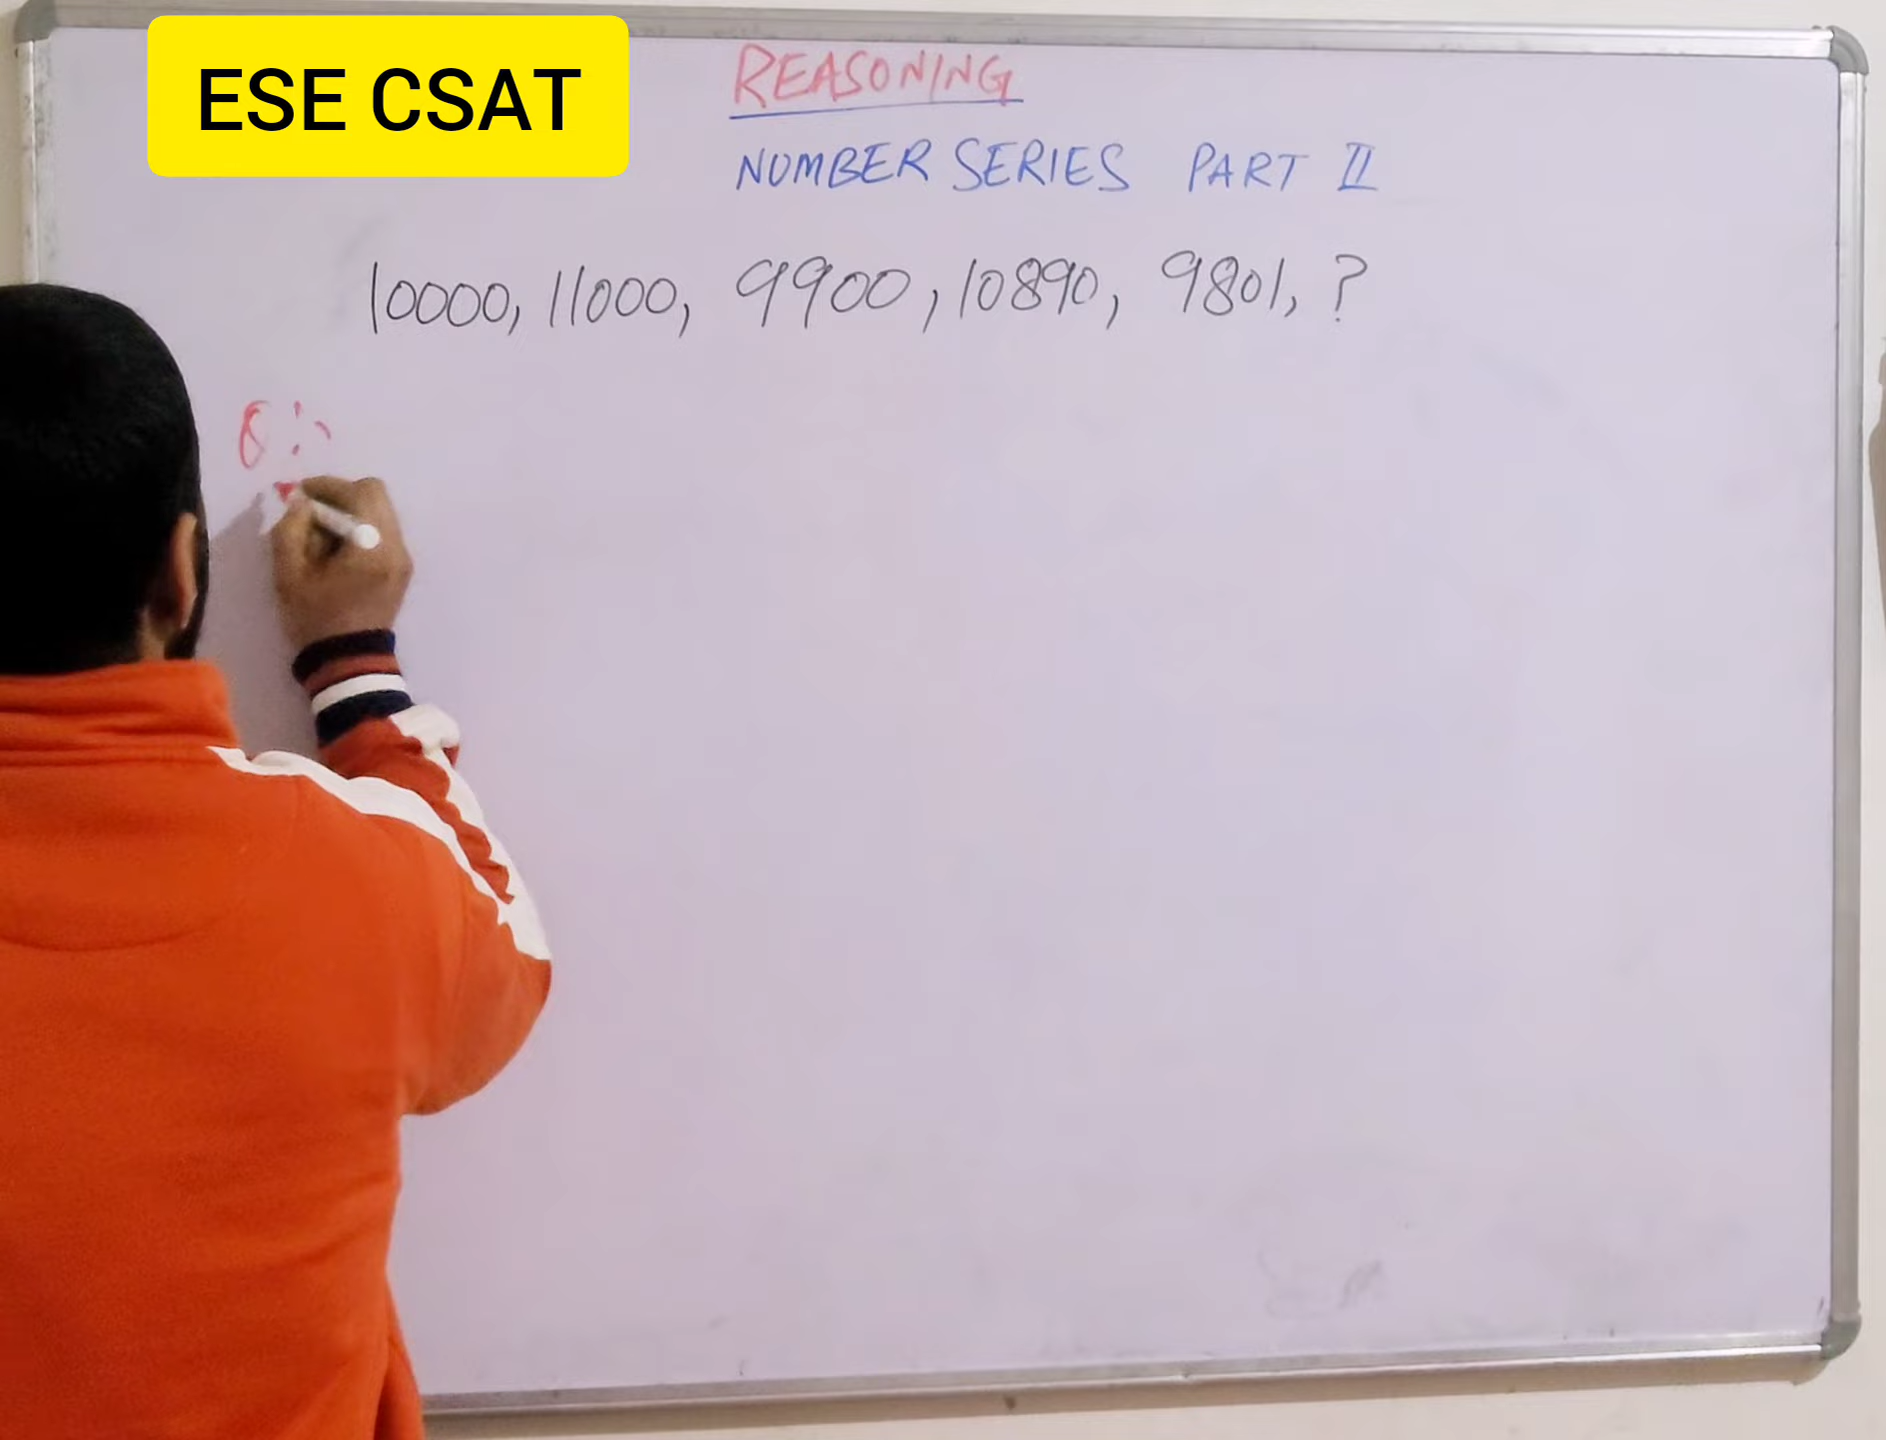 ESE CSAT
REASONING
NUMBER SERIES PART II
10000, 11000, 9900, 10890, 9801, ?